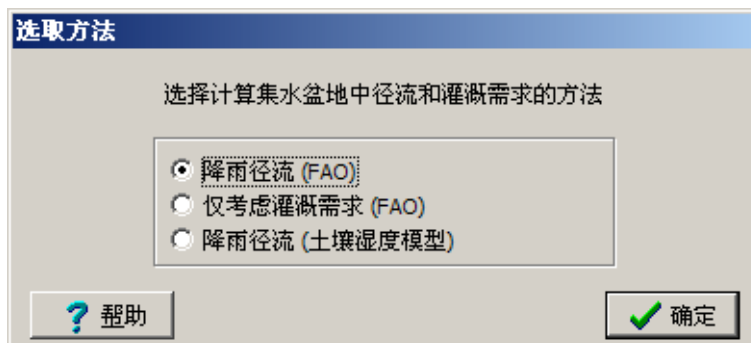 选取方法
选择计算集水盆地中径流和灌溉需求的方法
降雨径流 (FAO)
仅考虑灌溉需求 (FAO)
降雨径流 (土壤湿度模型)
帮助
确定